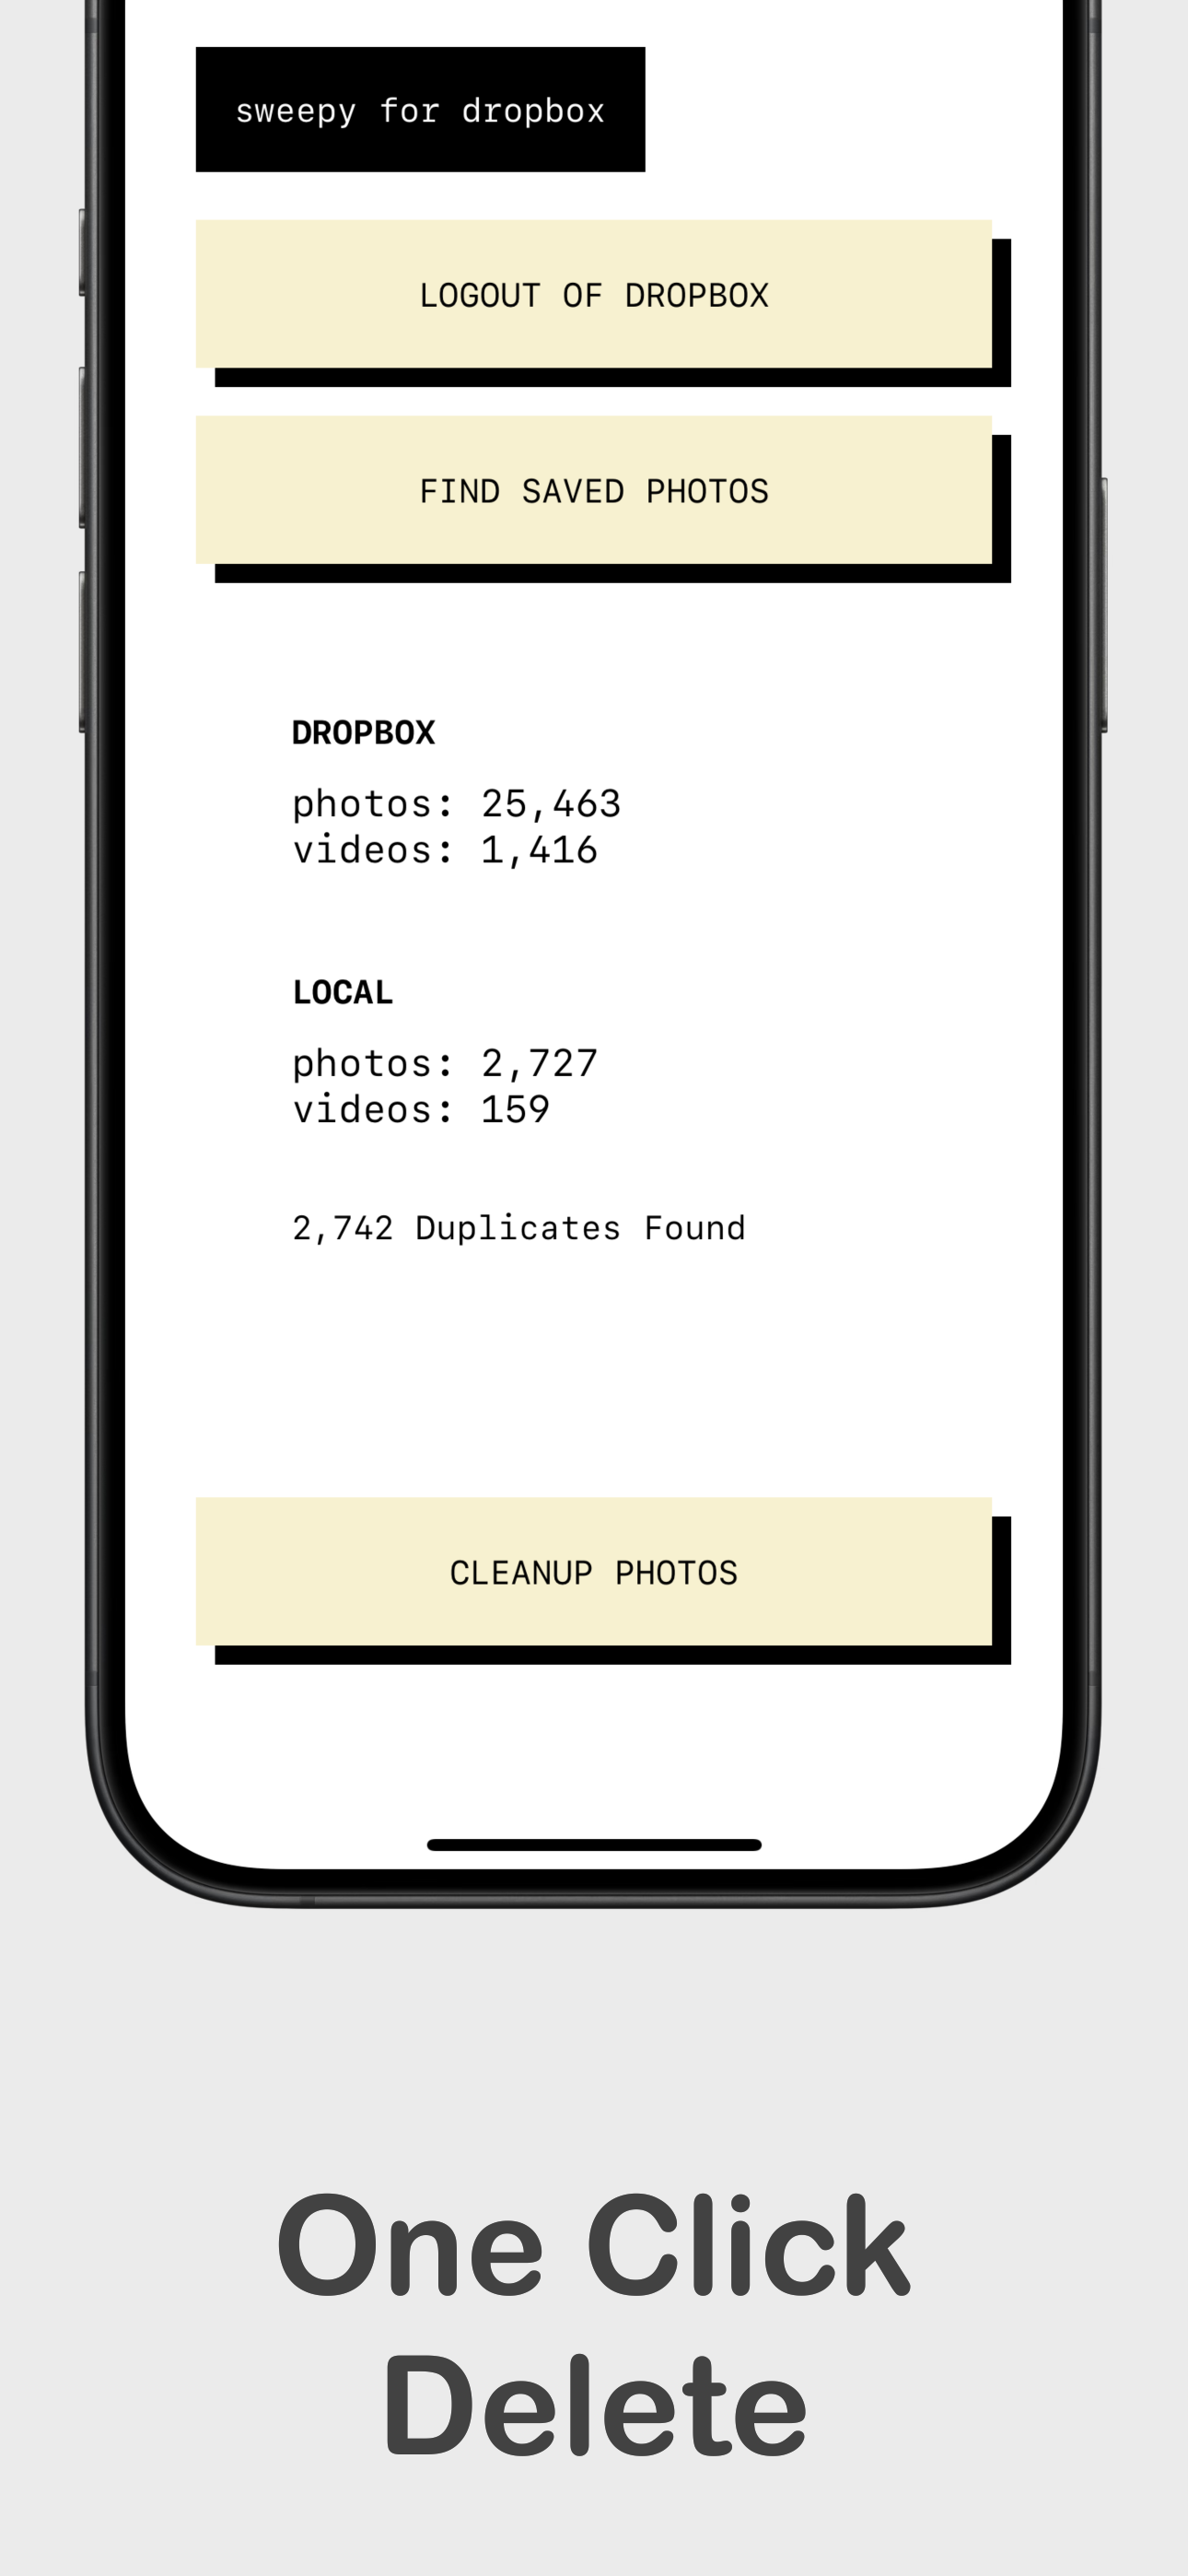 sweepy for dropbox
LOGOUT OF DROPBOX
FIND SAVED PHOTOS
DROPBOX
photos: 25,463
videos: 1,416
LOCAL
photos: 2,727
videos: 159
2,742 Duplicates Found
CLEANUP PHOTOS
One Click
Delete